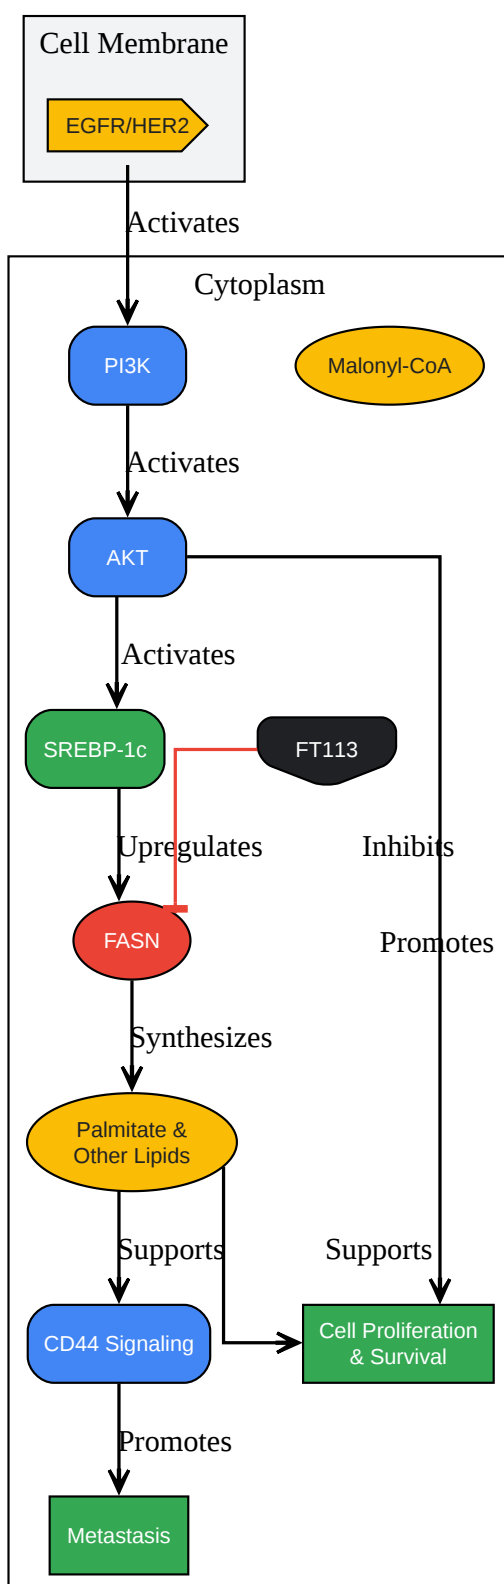 Cell Membrane
EGFR/HER2
Activates
Cytoplasm
PI3K
Malonyl-CoA
Activates
AKT
Activates
SREBP-1c
FT113
Upregulates
Inhibits
FASN
Promotes
Synthesizes
Palmitate &
Other Lipids
Supports
Supports
CD44 Signaling
Cell Proliferation
& Survival
Promotes
Metastasis